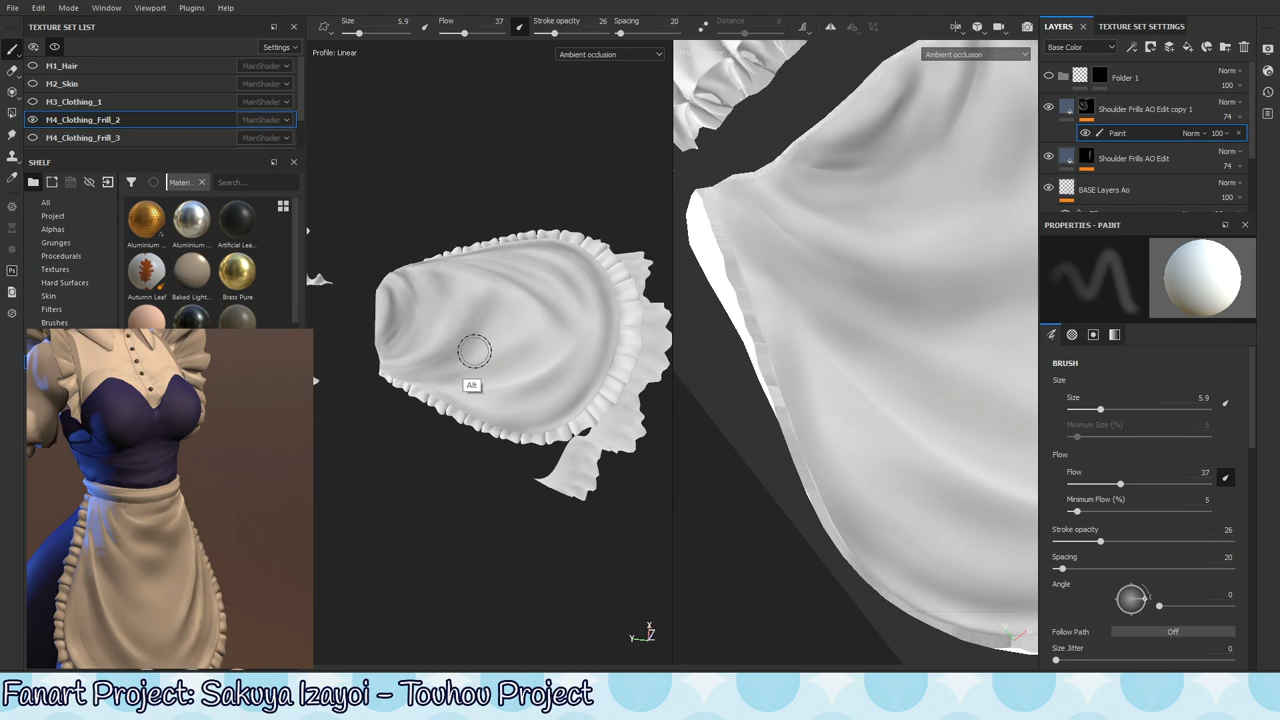 File Edit Mode Window Viewport Plugins Help
TEXTURE SET LIST
Size 5.9 Flow 37 Stroke opacity 26 Spacing 20 Distance 8
LAYERS TEXTURE SET SETTINGS
Settings
Profile: Linear
Ambient occlusion
Ambient occlusion
Base Color
M1_Hair MainShader
M2_Skin MainShader
M3_Clothing_1 MainShader
M4_Clothing_Frill_2 MainShader
M4_Clothing_Frill_3 MainShader
Folder 1 Norm 100
Shoulder Frills AO Edit copy 1 Norm 74
Paint Norm 100
Shoulder Frills AO Edit Norm 74
BASE Layers Ao Norm 100
SHELF
Materi... Search...
All
Project
Alphas
Grunges
Procedurals
Textures
Hard Surfaces
Skin
Filters
Brushes
Aluminium ... Aluminium ... Artificial Lea...
Autumn Leaf Baked Light... Brass Pure
Alt
PROPERTIES - PAINT
BRUSH
Size
Size 5.9
Minimum Size (%) 5
Flow
Flow 37
Minimum Flow (%) 5
Stroke opacity 26
Spacing 20
Angle 0
Follow Path Off
Size Jitter 0
X
Y Z
Fanart Project: Sakuya Izayoi - Touhou Project